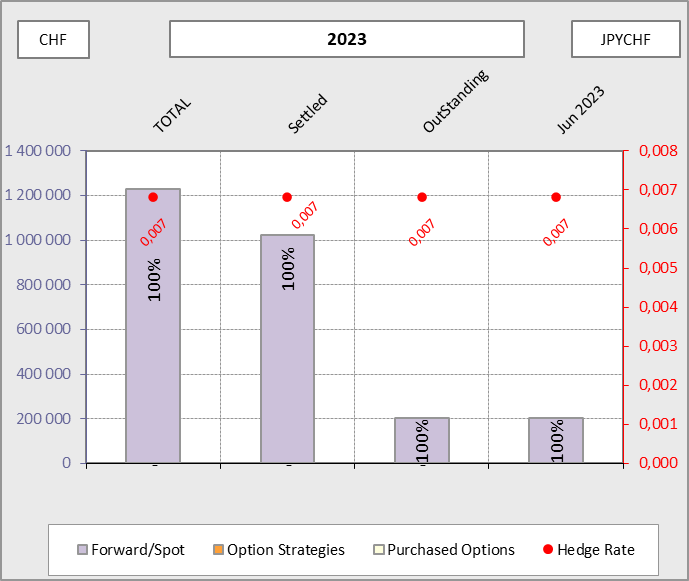 CHF
2023
JPYCHF
TOTAL
Settled
OutStanding
Jun 2023
1 400 000
1 200 000
1 000 000
800 000
600 000
400 000
200 000
0
0,008
0,007
0,006
0,005
0,004
0,003
0,002
0,001
0,000
0,007
0,007
0,007
0,007
100%
100%
100%
100%
-
-
-
-
Forward/Spot
Option Strategies
Purchased Options
Hedge Rate